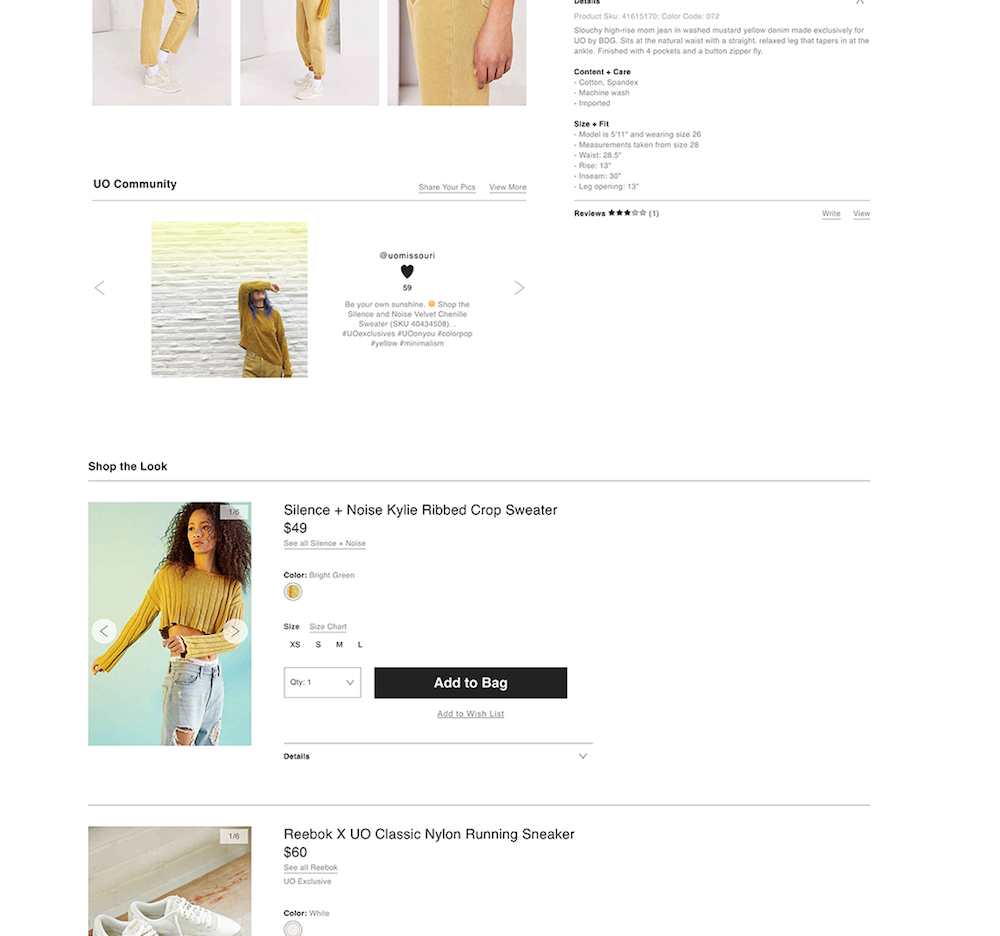 Details
Product Sku: 41615170; Color Code: 072
Slouchy high-rise mom jean in washed mustard yellow denim made exclusively for
UO by BDG. Sits at the natural waist with a straight, relaxed leg that tapers in at the
ankle. Finished with 4 pockets and a button zipper fly.
Content + Care
- Cotton, Spandex
- Machine wash
- Imported
Size + Fit
- Model is 5'11" and wearing size 26
- Measurements taken from size 28
- Waist: 28.5"
- Rise: 13"
- Inseam: 30"
- Leg opening: 13"
Reviews ★★★☆☆ (1)
Write View
UO Community
Share Your Pics View More
@uomissouri
59
Be your own sunshine. 🌞 Shop the
Silence and Noise Velvet Chenille
Sweater (SKU 40434508). .
#UOexclusives #UOonyou #colorpop
#yellow #minimalism
Shop the Look
1/6
Silence + Noise Kylie Ribbed Crop Sweater
$49
See all Silence + Noise
Color: Bright Green
Size Size Chart
XS S M L
Qty: 1
Add to Bag
Add to Wish List
Details
1/6
Reebok X UO Classic Nylon Running Sneaker
$60
See all Reebok
UO Exclusive
Color: White